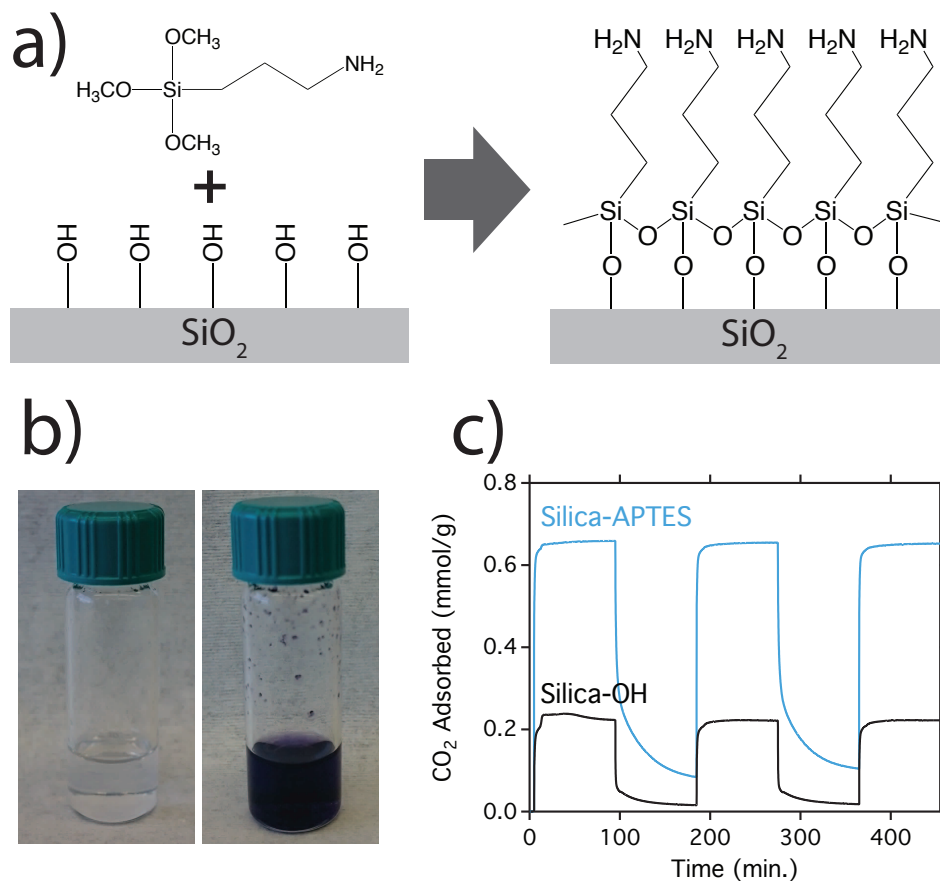 a)
OCH3
H3CO
Si
NH2
OCH3
+
OH OH OH OH OH
SiO2
H2N H2N H2N H2N H2N
Si Si Si Si Si
O O O O
O O O O O
SiO2
b)
c)
0.8
0.6
0.4
0.2
0.0
CO2 Adsorbed (mmol/g)
Silica-APTES
Silica-OH
0 100 200 300 400
Time (min.)